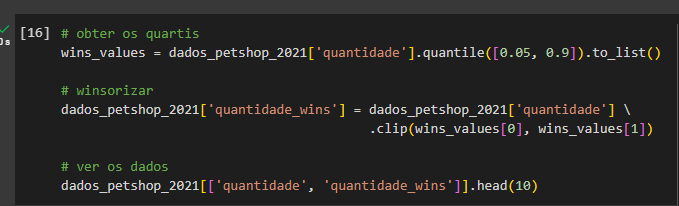 [16] # obter os quartis
wins_values = dados_petshop_2021['quantidade'].quantile([0.05, 0.9]).to_list()
# winsorizar
dados_petshop_2021['quantidade_wins'] = dados_petshop_2021['quantidade'] \
.clip(wins_values[0], wins_values[1])
# ver os dados
dados_petshop_2021[['quantidade', 'quantidade_wins']].head(10)